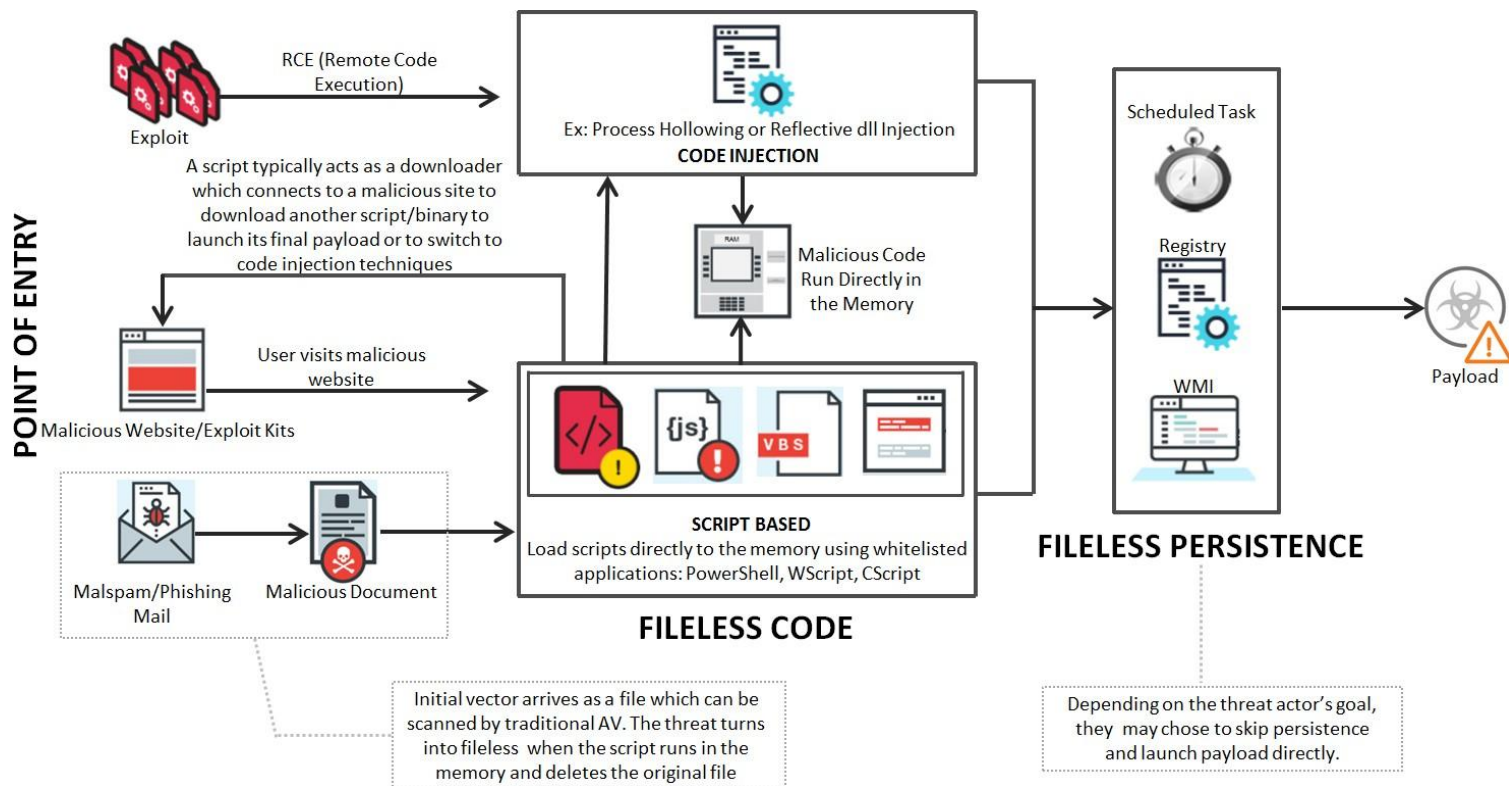 RCE (Remote Code
Execution)
Exploit
A script typically acts as a downloader
which connects to a malicious site to
download another script/binary to
launch its final payload or to switch to
code injection techniques
POINT OF ENTRY
User visits malicious
website
Malicious Website/Exploit Kits
Malspam/Phishing
Mail
Malicious Document
Ex: Process Hollowing or Reflective dll Injection
CODE INJECTION
RAM
Malicious Code
Run Directly in
the Memory
</>
!
{js}
!
VBS
SCRIPT BASED
Load scripts directly to the memory using whitelisted
applications: PowerShell, WScript, CScript
FILELESS CODE
Initial vector arrives as a file which can be
scanned by traditional AV. The threat turns
into fileless when the script runs in the
memory and deletes the original file
Scheduled Task
Registry
WMI
FILELESS PERSISTENCE
Depending on the threat actor’s goal,
they may chose to skip persistence
and launch payload directly.
!
Payload